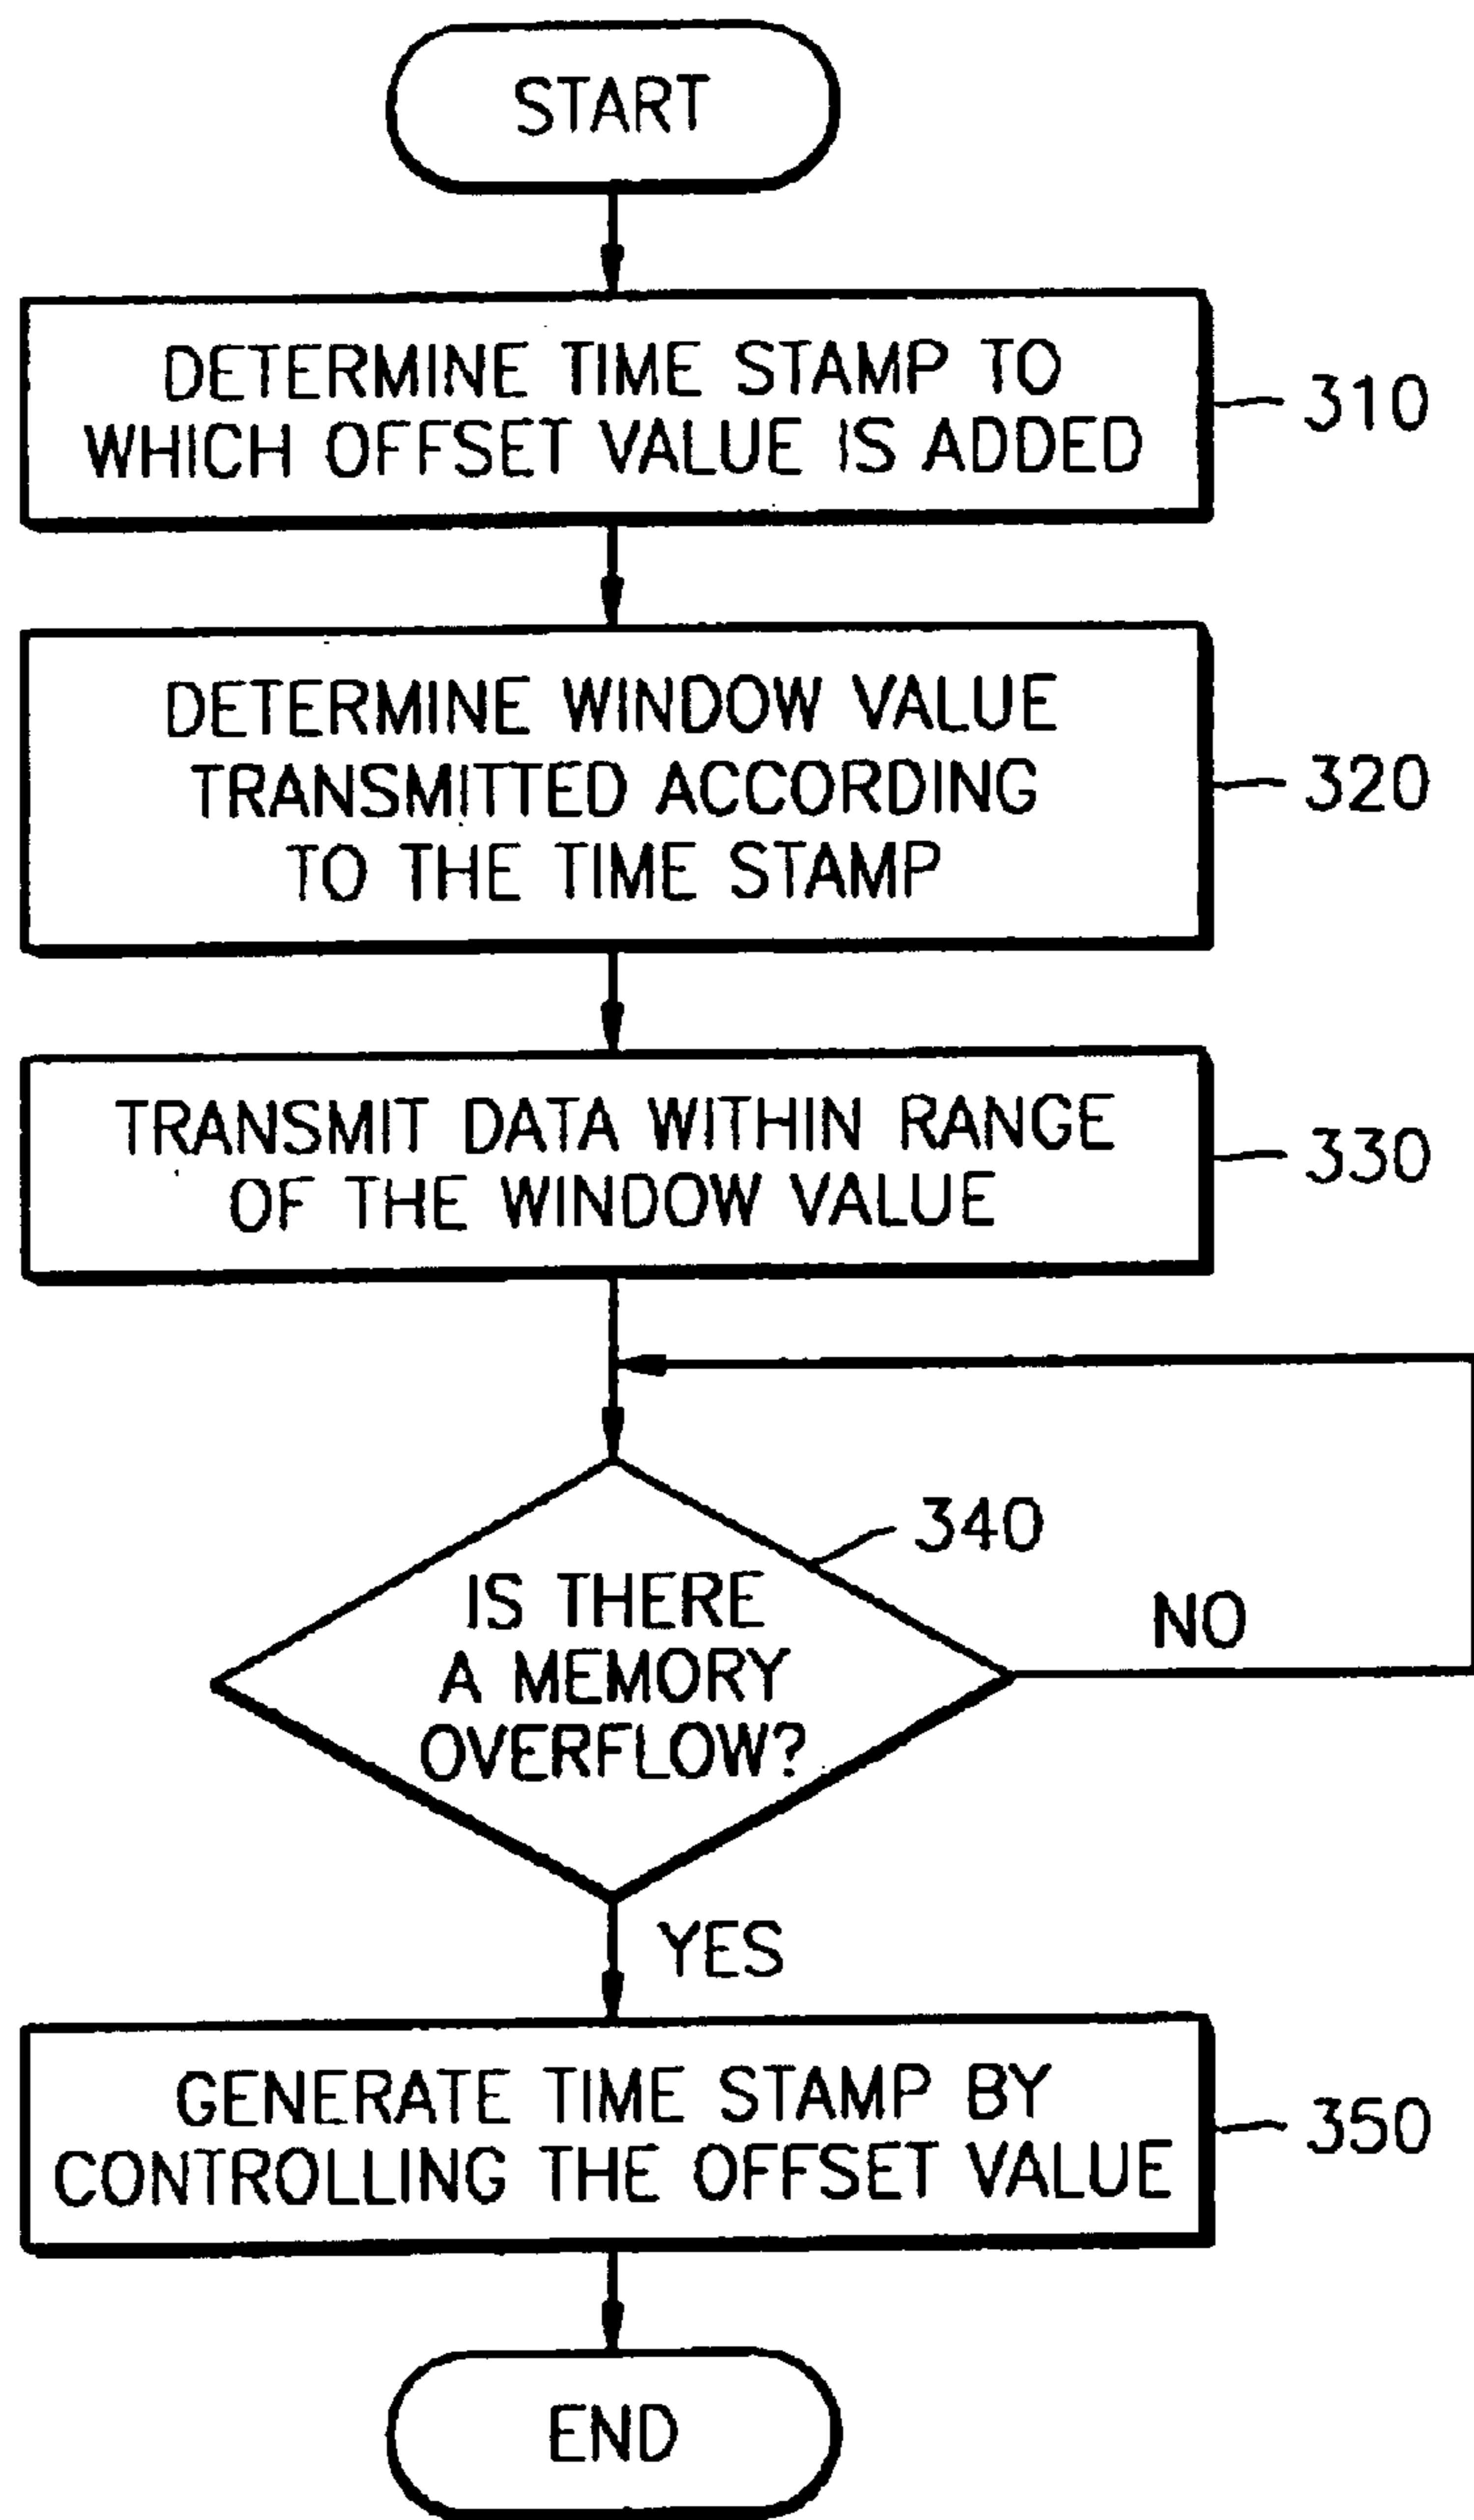 START
DETERMINE TIME STAMP TO
WHICH OFFSET VALUE IS ADDED
310
DETERMINE WINDOW VALUE
TRANSMITTED ACCORDING
TO THE TIME STAMP
320
TRANSMIT DATA WITHIN RANGE
OF THE WINDOW VALUE
330
340
IS THERE
A MEMORY
OVERFLOW?
NO
YES
GENERATE TIME STAMP BY
CONTROLLING THE OFFSET VALUE
350
END